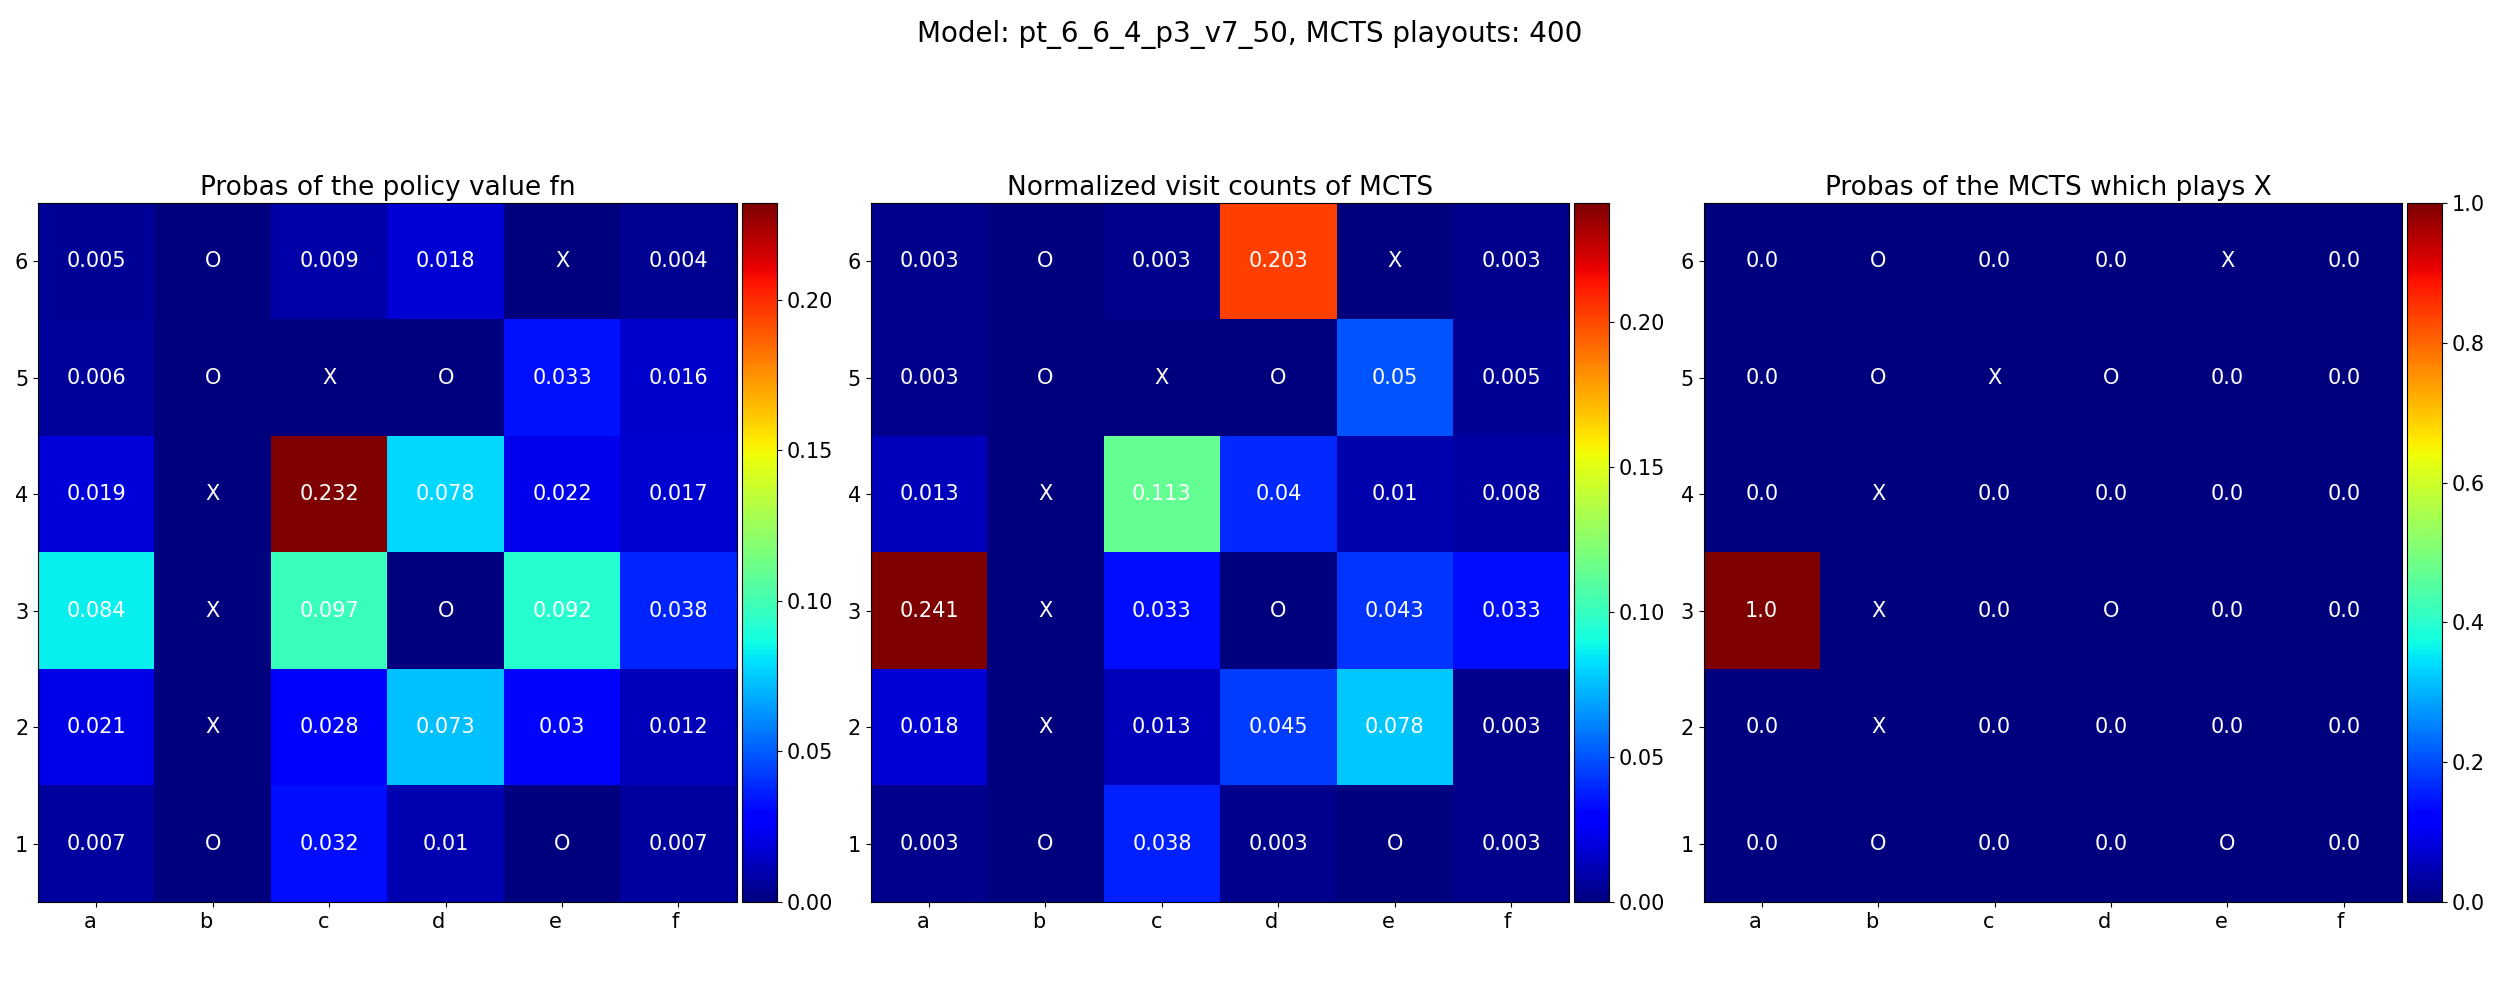 Model: pt_6_6_4_p3_v7_50, MCTS playouts: 400
Probas of the policy value fn
6 0.005 O 0.009 0.018 X 0.004
5 0.006 O X O 0.033 0.016
4 0.019 X 0.232 0.078 0.022 0.017
3 0.084 X 0.097 O 0.092 0.038
2 0.021 X 0.028 0.073 0.03 0.012
1 0.007 O 0.032 0.01 O 0.007
a b c d e f
0.20
0.15
0.10
0.05
0.00
Normalized visit counts of MCTS
6 0.003 O 0.003 0.203 X 0.003
5 0.003 O X O 0.05 0.005
4 0.013 X 0.113 0.04 0.01 0.008
3 0.241 X 0.033 O 0.043 0.033
2 0.018 X 0.013 0.045 0.078 0.003
1 0.003 O 0.038 0.003 O 0.003
a b c d e f
0.20
0.15
0.10
0.05
0.00
Probas of the MCTS which plays X
6 0.0 O 0.0 0.0 X 0.0
5 0.0 O X O 0.0 0.0
4 0.0 X 0.0 0.0 0.0 0.0
3 1.0 X 0.0 O 0.0 0.0
2 0.0 X 0.0 0.0 0.0 0.0
1 0.0 O 0.0 0.0 O 0.0
a b c d e f
1.0
0.8
0.6
0.4
0.2
0.0